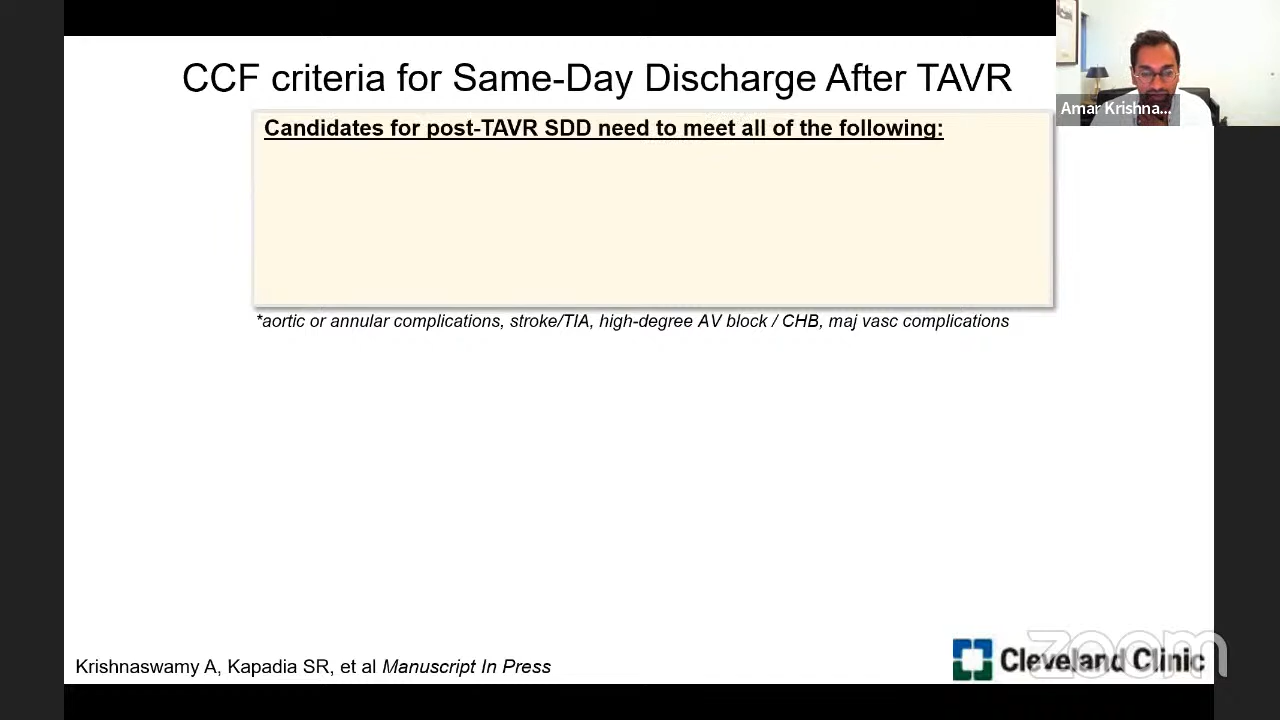 CCF criteria for Same-Day Discharge After TAVR
Amar Krishna...
Candidates for post-TAVR SDD need to meet all of the following:
*aortic or annular complications, stroke/TIA, high-degree AV block / CHB, maj vasc complications
Krishnaswamy A, Kapadia SR, et al Manuscript In Press
Cleveland Clinic
zoom